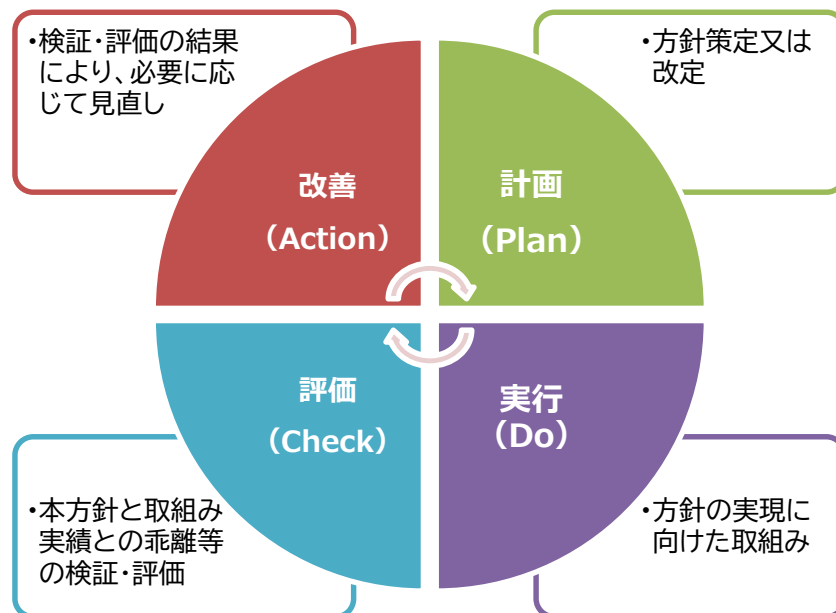 ・検証・評価の結果
により、必要に応
じて見直し
・方針策定又は
改定
改善
（Action）
計画
（Plan）
評価
（Check）
実行
（Do）
・本方針と取組み
実績との乖離等
の検証・評価
・方針の実現に
向けた取組み